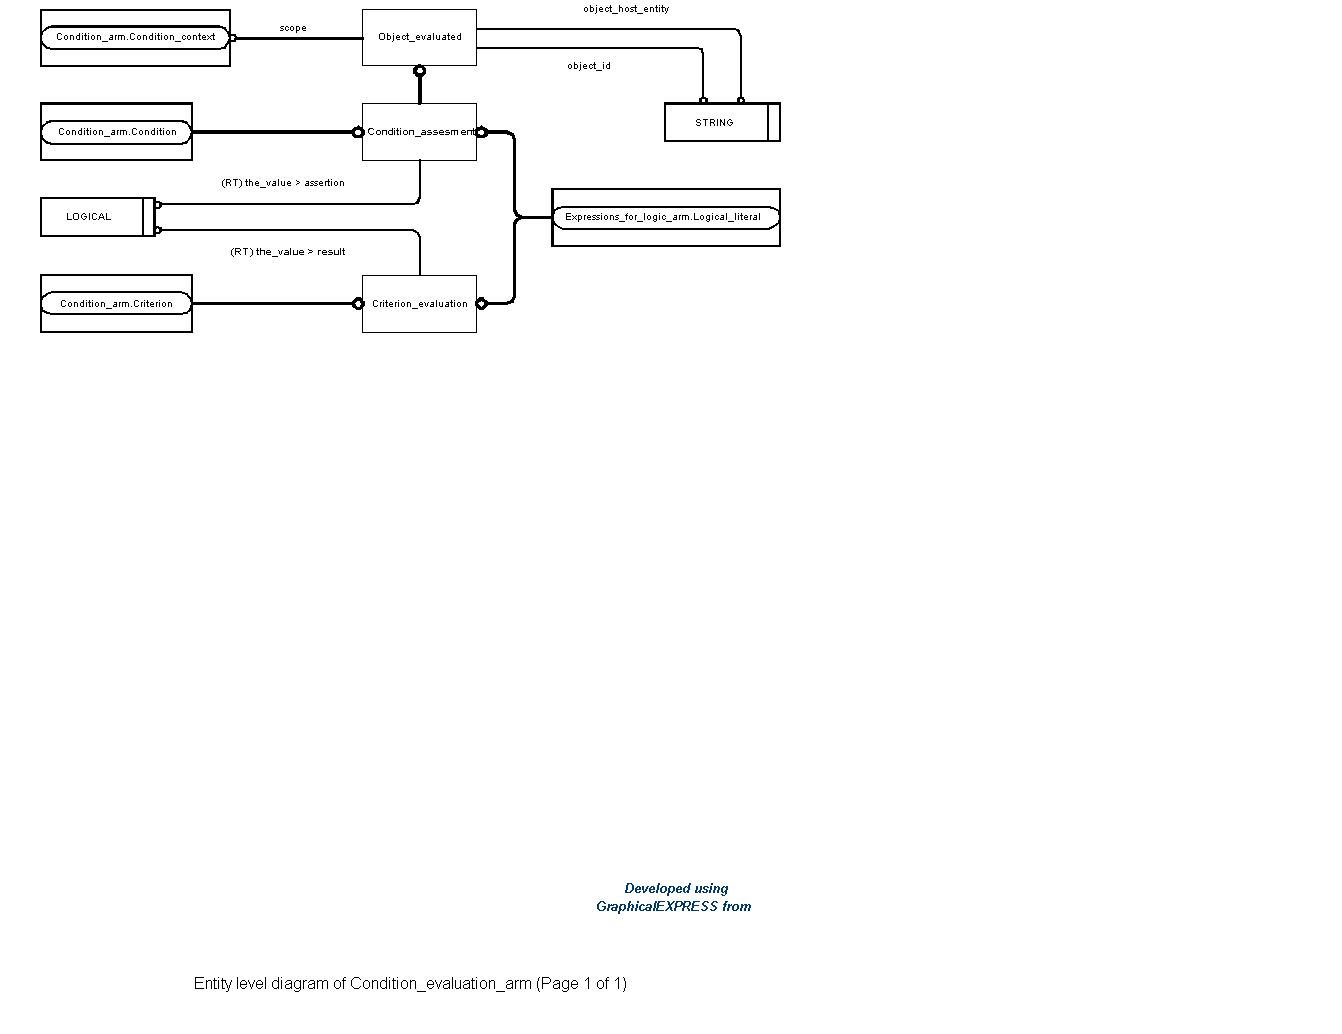 object_host_entity
scope
Condition_arm.Condition_context
Object_evaluated
object_id
STRING
Condition_arm.Condition
Condition_assesment
(RT) the_value > assertion
LOGICAL
Expressions_for_logic_arm.Logical_literal
(RT) the_value > result
Condition_arm.Criterion
Criterion_evaluation
Developed using
GraphicalEXPRESS from
Entity level diagram of Condition_evaluation_arm (Page 1 of 1)